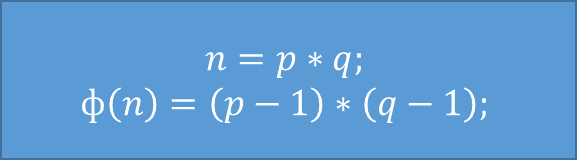 n = p * q;
ф(n) = (p − 1) * (q − 1);